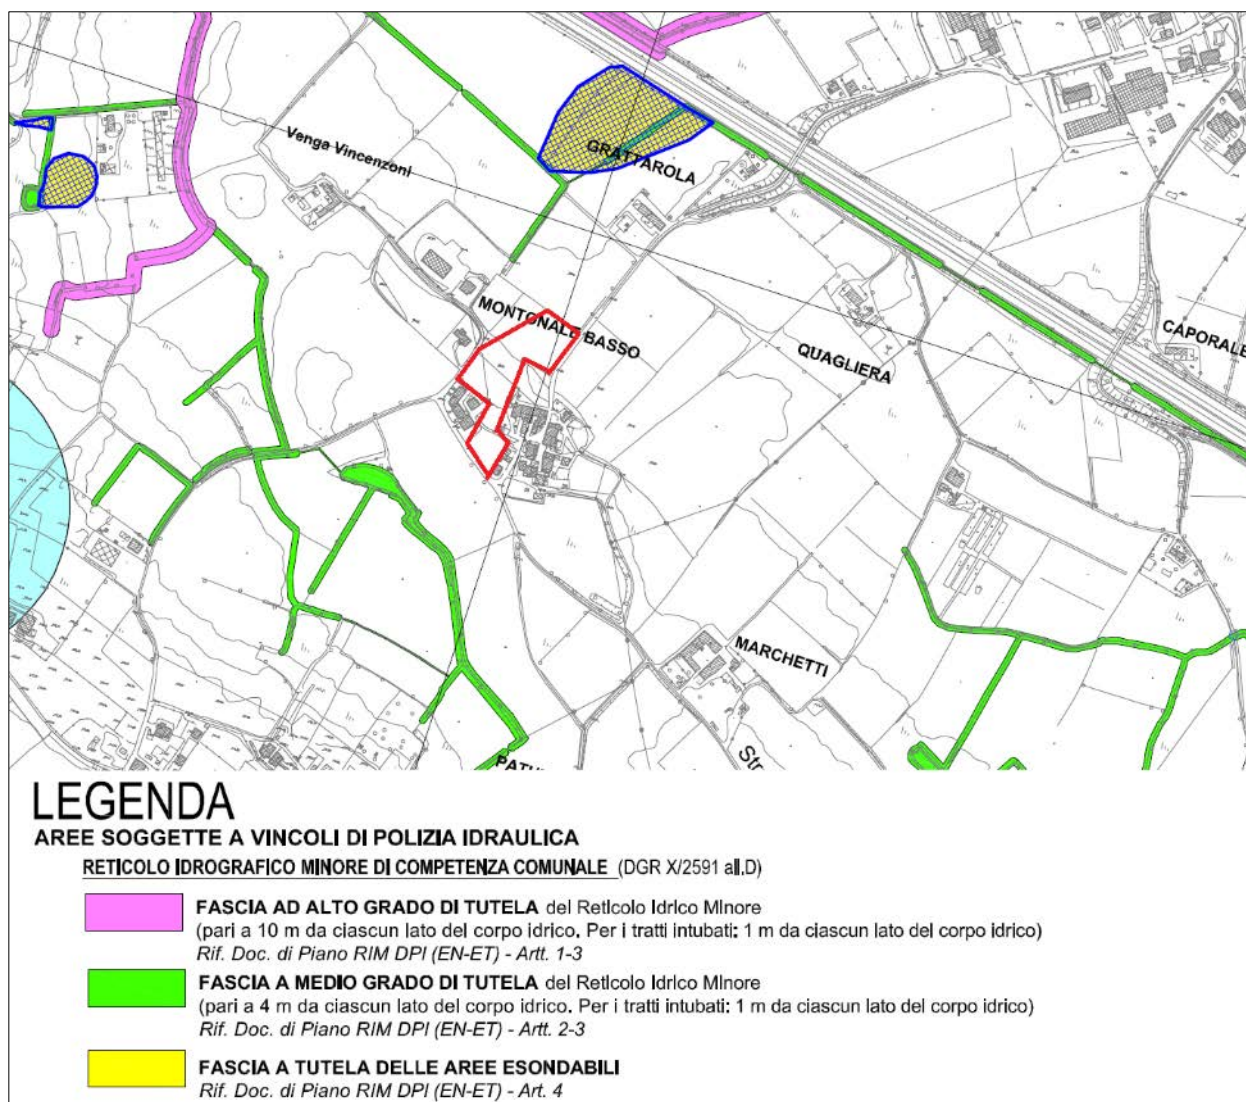 Venga Vincenzoni
GRATTAROLA
MONTONALE BASSO
QUAGLIERA
CAPORALE
MARCHETTI
LEGENDA
AREE SOGGETTE A VINCOLI DI POLIZIA IDRAULICA
RETICOLO IDROGRAFICO MINORE DI COMPETENZA COMUNALE (DGR X/2591 all.D)
FASCIA AD ALTO GRADO DI TUTELA del Reticolo Idrico Minore
(pari a 10 m da ciascun lato del corpo idrico. Per i tratti intubati: 1 m da ciascun lato del corpo idrico)
Rif. Doc. di Piano RIM DPI (EN-ET) - Artt. 1-3
FASCIA A MEDIO GRADO DI TUTELA del Reticolo Idrico Minore
(pari a 4 m da ciascun lato del corpo idrico. Per i tratti intubati: 1 m da ciascun lato del corpo idrico)
Rif. Doc. di Piano RIM DPI (EN-ET) - Artt. 2-3
FASCIA A TUTELA DELLE AREE ESONDABILI
Rif. Doc. di Piano RIM DPI (EN-ET) - Art. 4